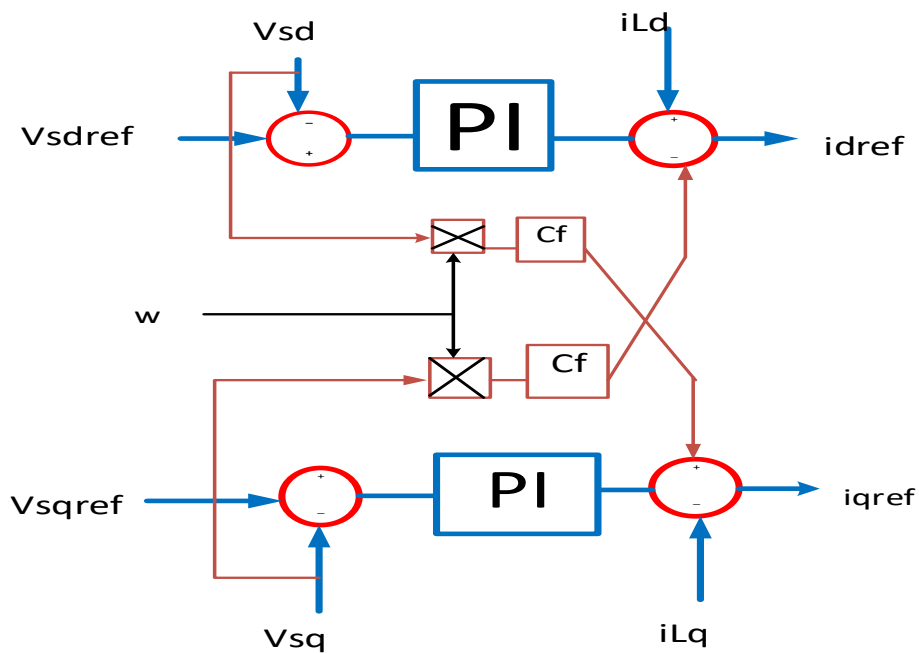 Vsd
iLd
Vsdref
−
+
PI
+
−
idref
Cf
w
Cf
Vsqref
+
−
PI
+
−
iqref
Vsq
iLq